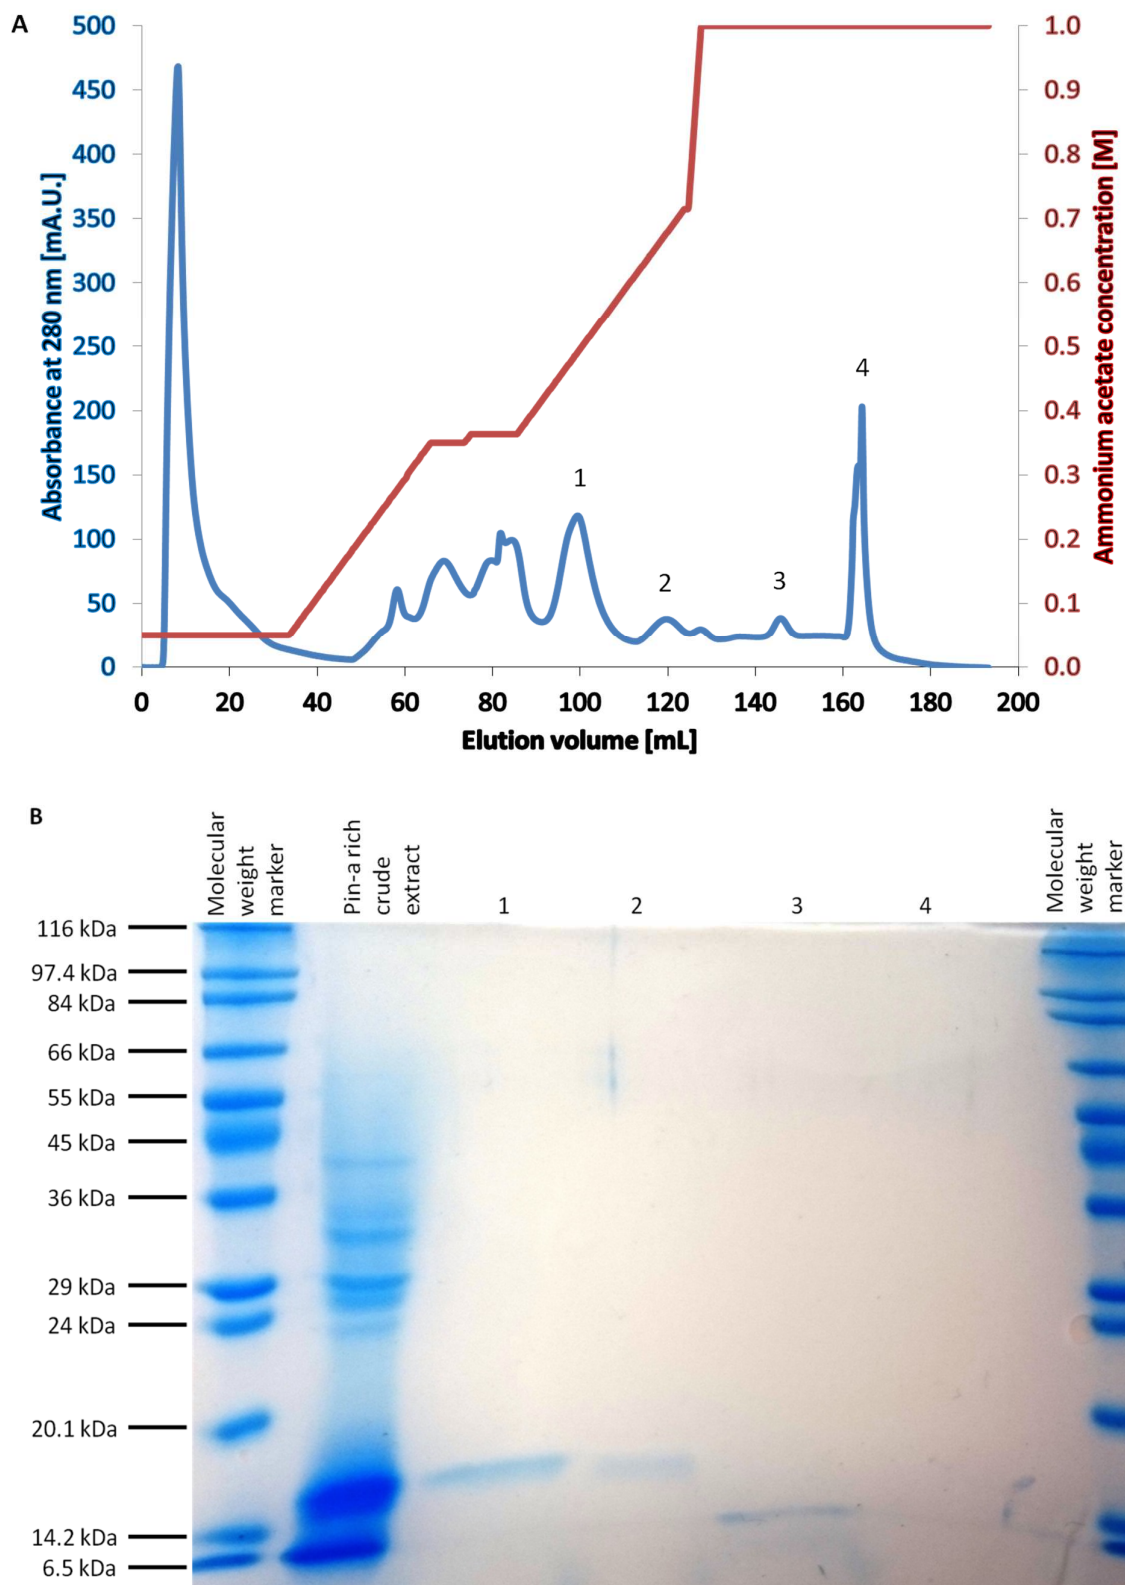 A
Absorbance at 280 nm [mA.U.]
500
450
400
350
300
250
200
150
100
50
0
1.0
0.9
0.8
0.7
0.6
0.5
0.4
0.3
0.2
0.1
0.0
Ammonium acetate concentration [M]
1
2
3
4
0 20 40 60 80 100 120 140 160 180 200
Elution volume [mL]
B
Molecular
weight
marker
Pin-a rich
crude
extract
1 2 3 4
Molecular
weight
marker
116 kDa
97.4 kDa
84 kDa
66 kDa
55 kDa
45 kDa
36 kDa
29 kDa
24 kDa
20.1 kDa
14.2 kDa
6.5 kDa